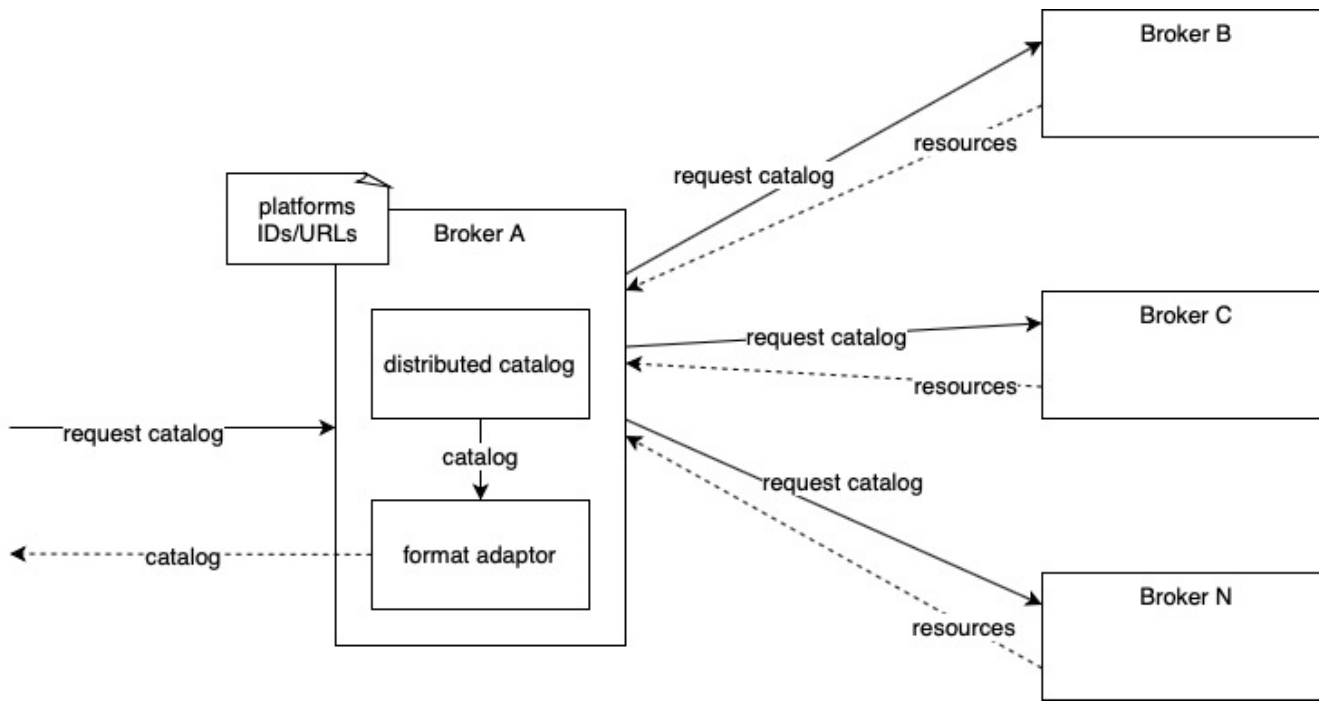 Broker B
resources
request catalog
platforms
IDs/URLs
Broker A
Broker C
request catalog
distributed catalog
resources
request catalog
catalog
request catalog
catalog
format adaptor
Broker N
resources